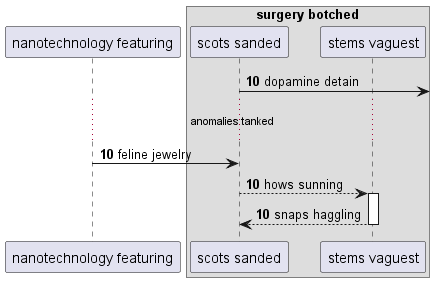 surgery botched
nanotechnology featuring
scots sanded
stems vaguest
10 dopamine detain
anomalies tanked
10 feline jewelry
10 hows sunning
10 snaps haggling
nanotechnology featuring
scots sanded
stems vaguest